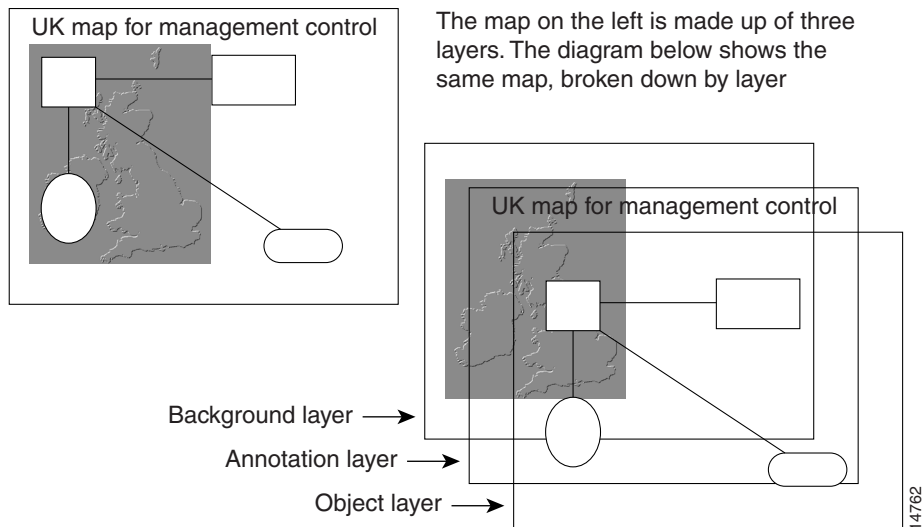 UK map for management control
The map on the left is made up of three
layers. The diagram below shows the
same map, broken down by layer
UK map for management control
Background layer
Annotation layer
Object layer
14762